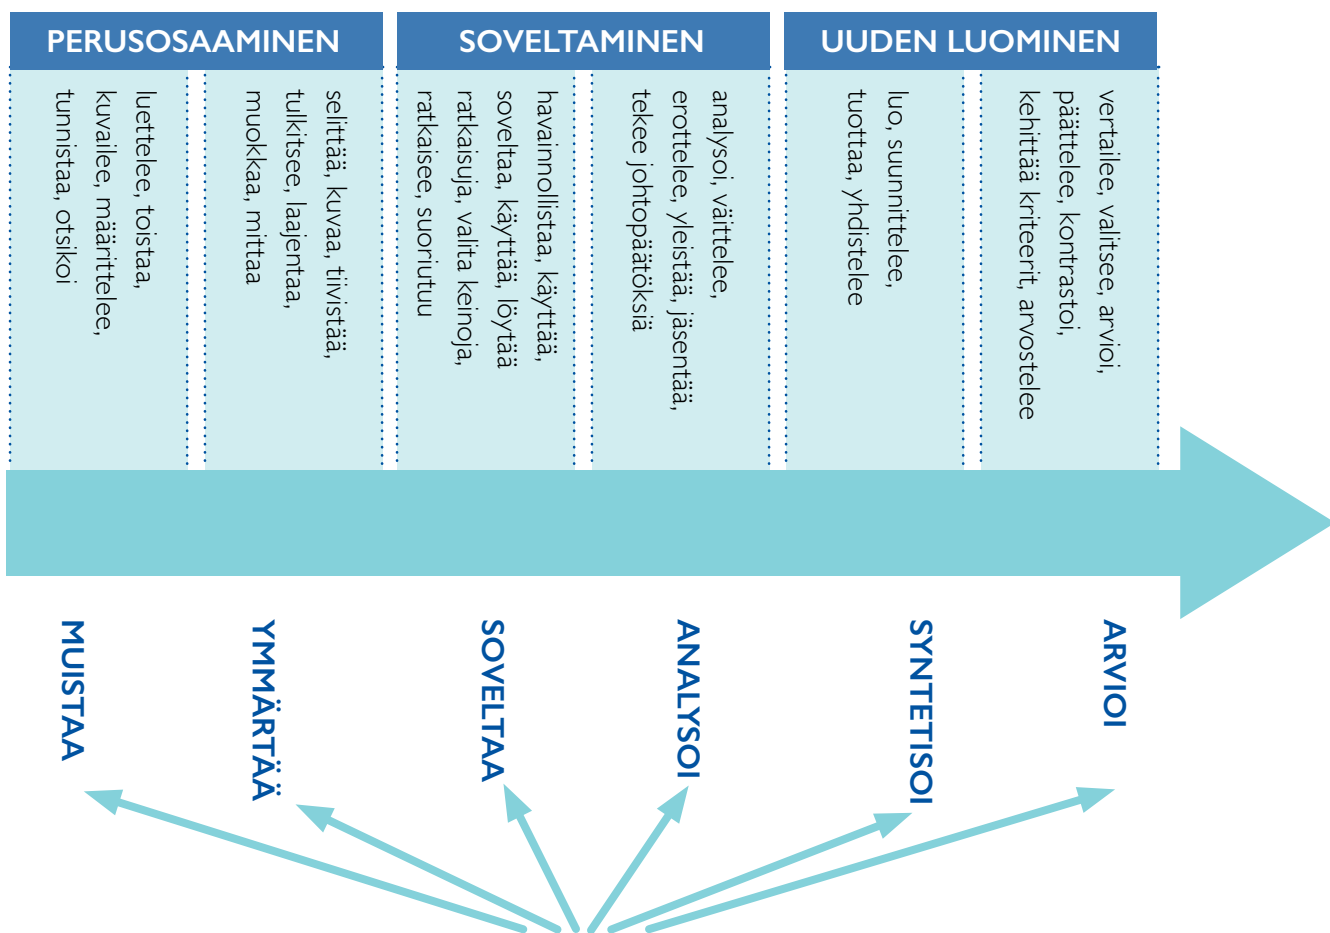 PERUSOSAAMINEN
SOVELTAMINEN
UUDEN LUOMINEN
luettelee, toistaa,
kuvailee, määrittelee,
tunnistaa, otsikoi
selittää, kuvaa, tiivistää,
tulkitsee, laajentaa,
muokkaa, mittaa
havainnollistaa, käyttää,
soveltaa, käyttää, löytää
ratkaisuja, valita keinoja,
ratkaisee, suoriutuu
analysoi, väittelee,
erottelee, yleistää, jäsentää,
tekee johtopäätöksiä
luo, suunnittelee,
tuottaa, yhdistelee
vertailee, valitsee, arvioi,
päättelee, kontrastoi,
kehittää kriteerit, arvostelee
MUISTAA
YMMÄRTÄÄ
SOVELTAA
ANALYSOI
SYNTETISOI
ARVIOI